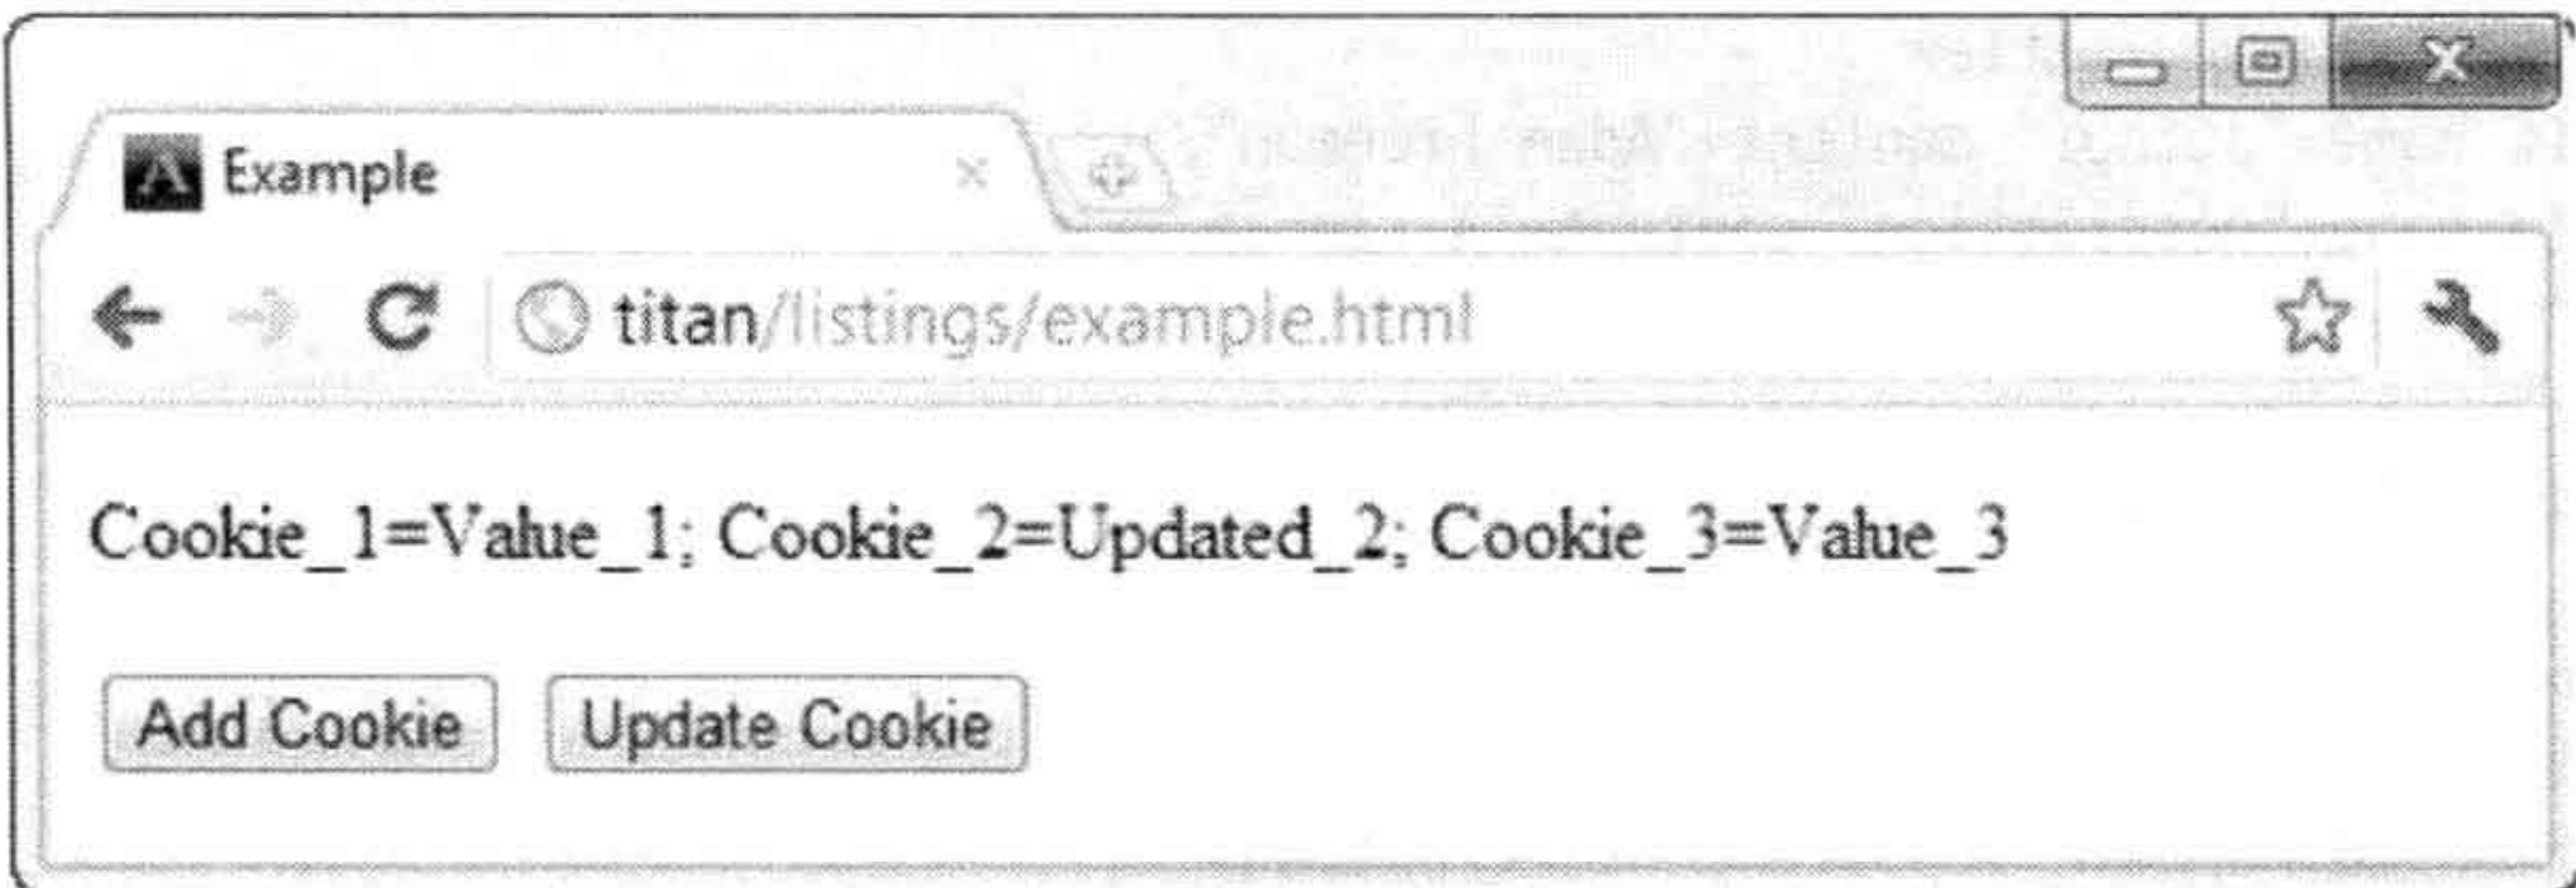 Example
titan/listings/example.html
Cookie_1=Value_1; Cookie_2=Updated_2; Cookie_3=Value_3
Add Cookie Update Cookie